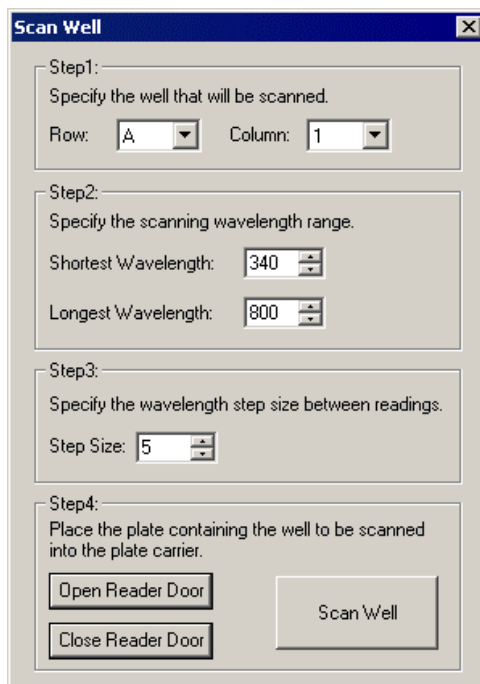 Scan Well
Step1:
Specify the well that will be scanned.
Row: A Column: 1
Step2:
Specify the scanning wavelength range.
Shortest Wavelength: 340
Longest Wavelength: 800
Step3:
Specify the wavelength step size between readings.
Step Size: 5
Step4:
Place the plate containing the well to be scanned
into the plate carrier.
Open Reader Door
Scan Well
Close Reader Door